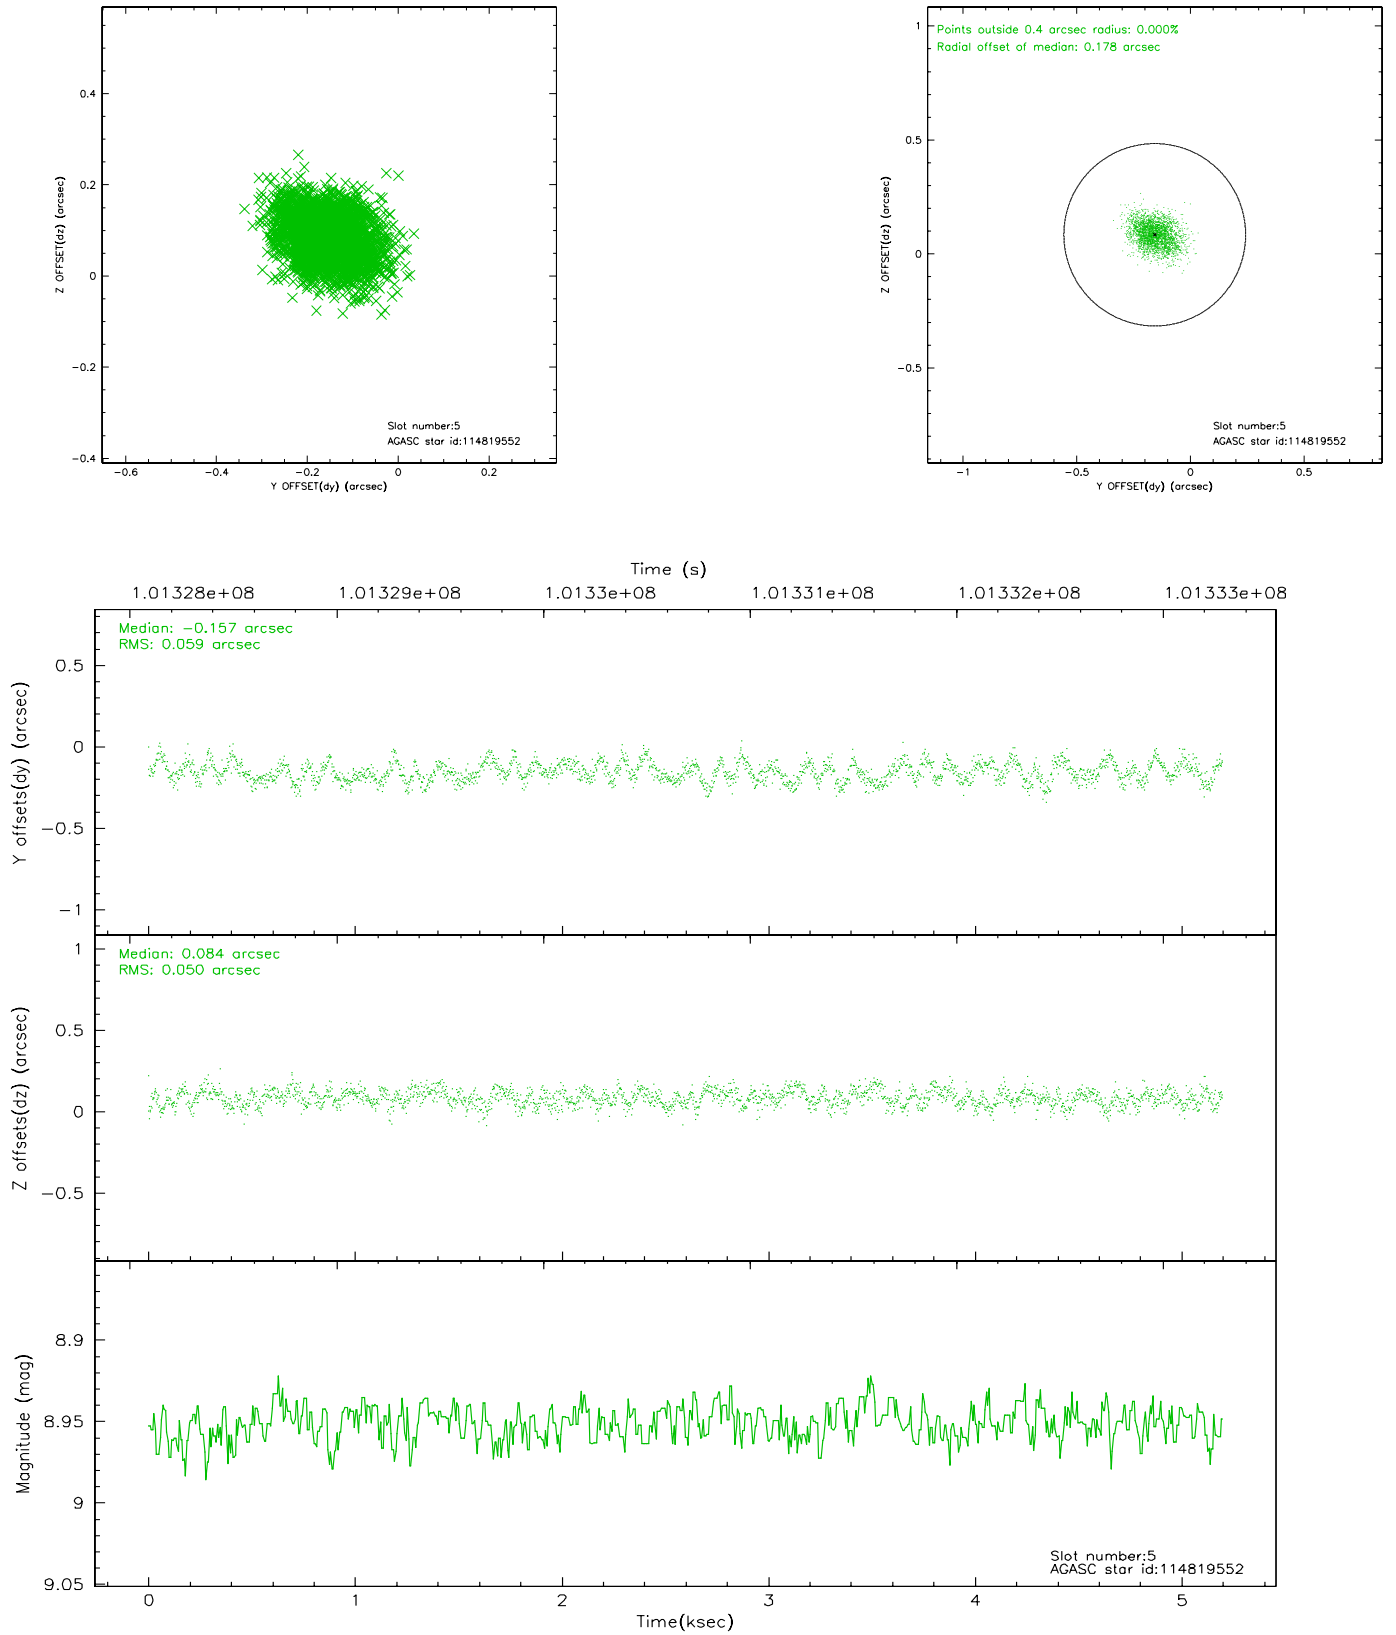 0.4
0.2
0
−0.2
−0.4
Z OFFSET(dz) (arcsec)
Slot number:5
AGASC star id:114819552
−0.6
−0.4
−0.2
0
0.2
Y OFFSET(dy) (arcsec)
Points outside 0.4 arcsec radius: 0.000%
Radial offset of median: 0.178 arcsec
1
0.5
0
−0.5
Z OFFSET(dz) (arcsec)
Slot number:5
AGASC star id:114819552
−1
−0.5
0
0.5
Y OFFSET(dy) (arcsec)
Time (s)
1.01328e+08
1.01329e+08
1.0133e+08
1.01331e+08
1.01332e+08
1.01333e+08
Median: −0.157 arcsec
RMS: 0.059 arcsec
0.5
0
−0.5
−1
Y offsets(dy) (arcsec)
Median: 0.084 arcsec
RMS: 0.050 arcsec
1
0.5
0
−0.5
Z offsets(dz) (arcsec)
8.9
8.95
9
9.05
Magnitude (mag)
Slot number:5
AGASC star id:114819552
0
1
2
3
4
5
Time(ksec)